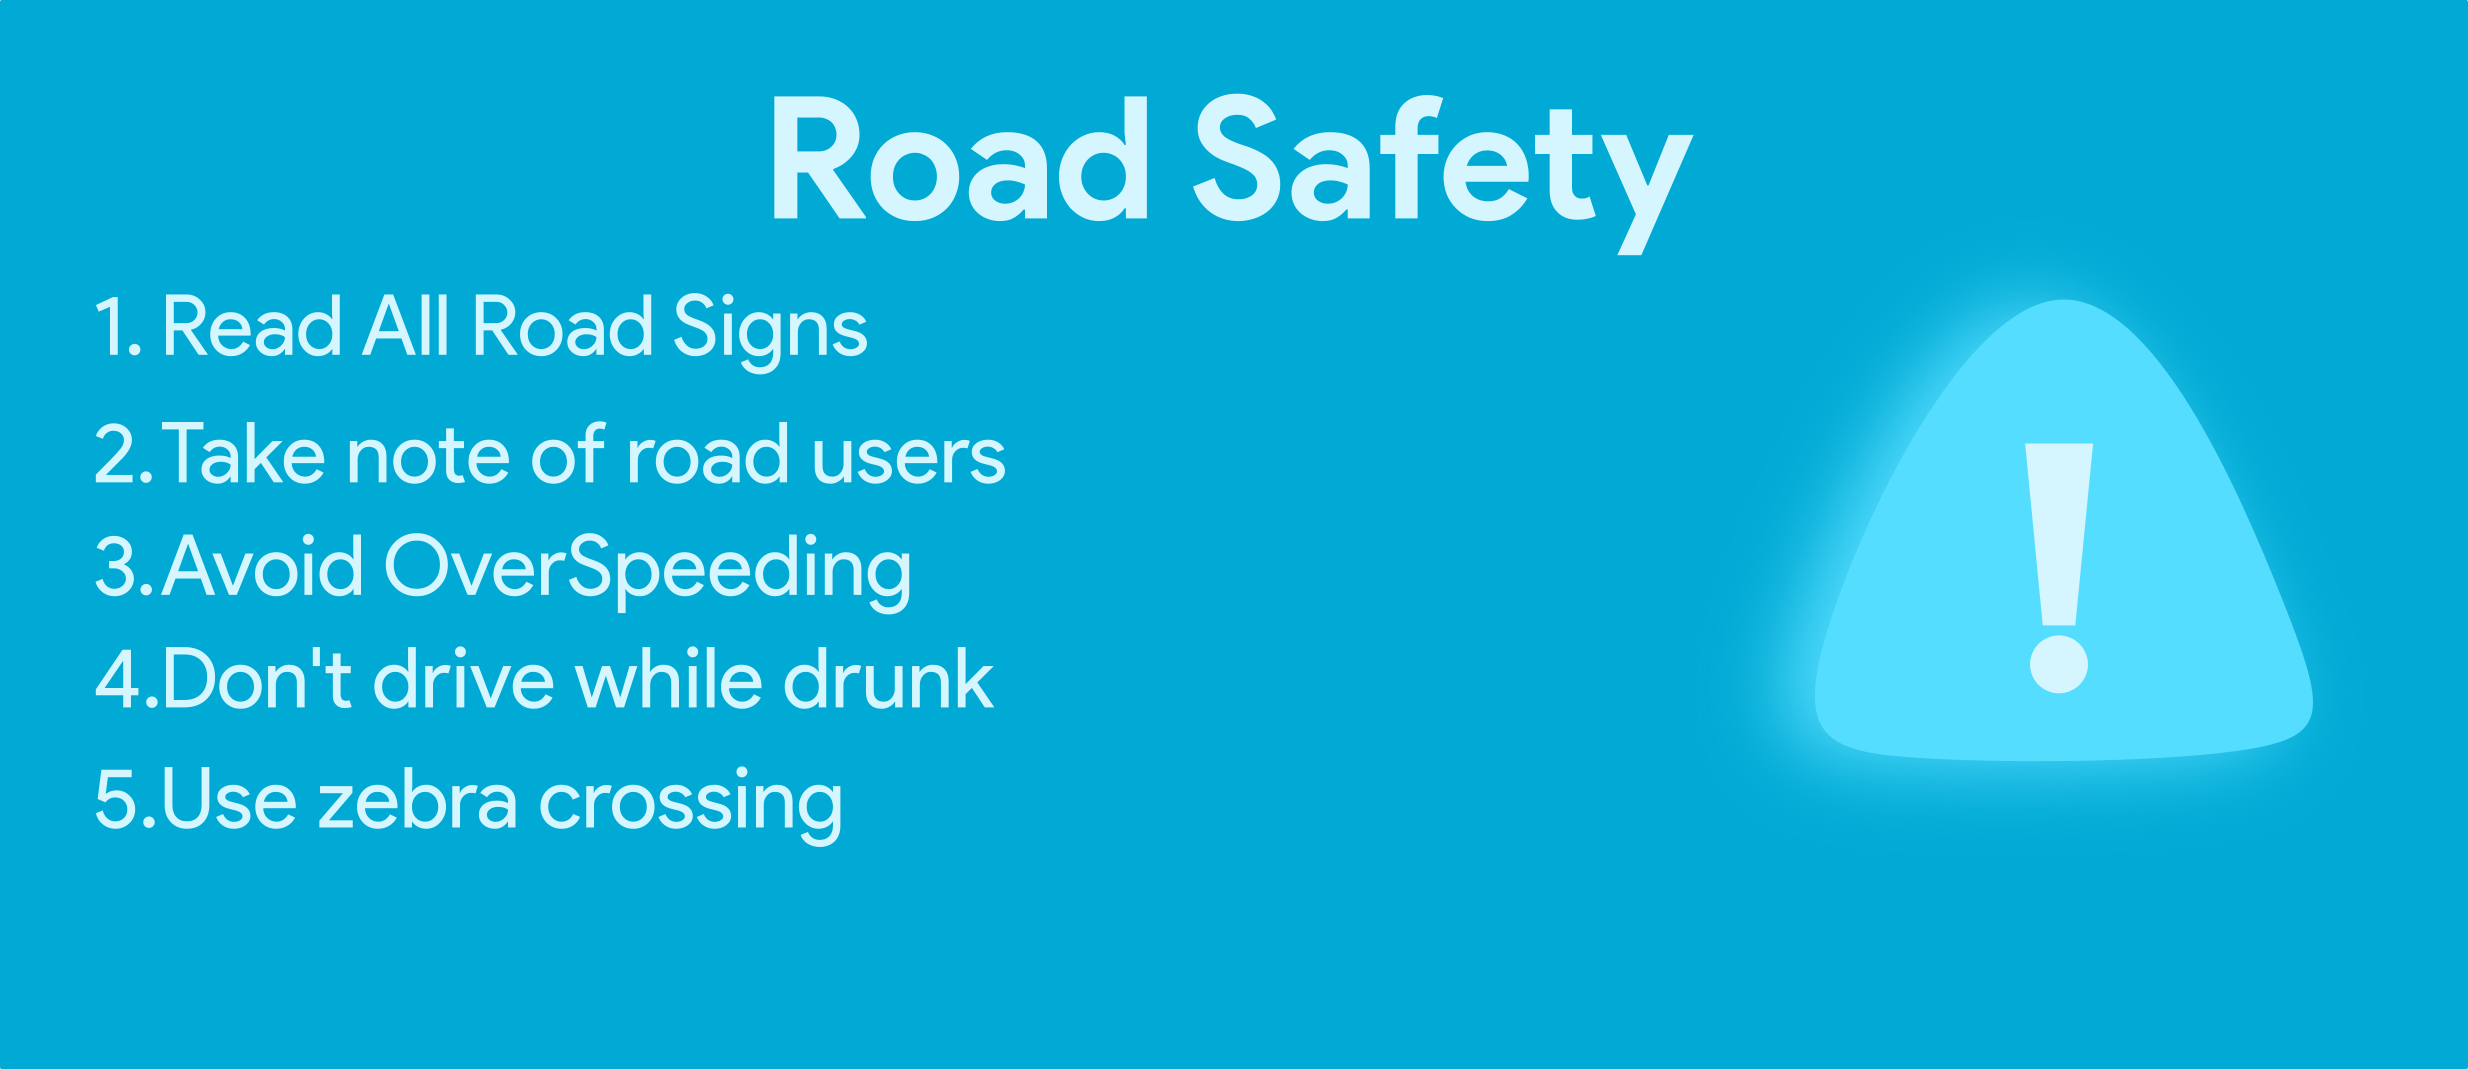 Road Safety
1. Read All Road Signs
2. Take note of road users
3. Avoid OverSpeeding
4.Don't drive while drunk
5.Use zebra crossing
!